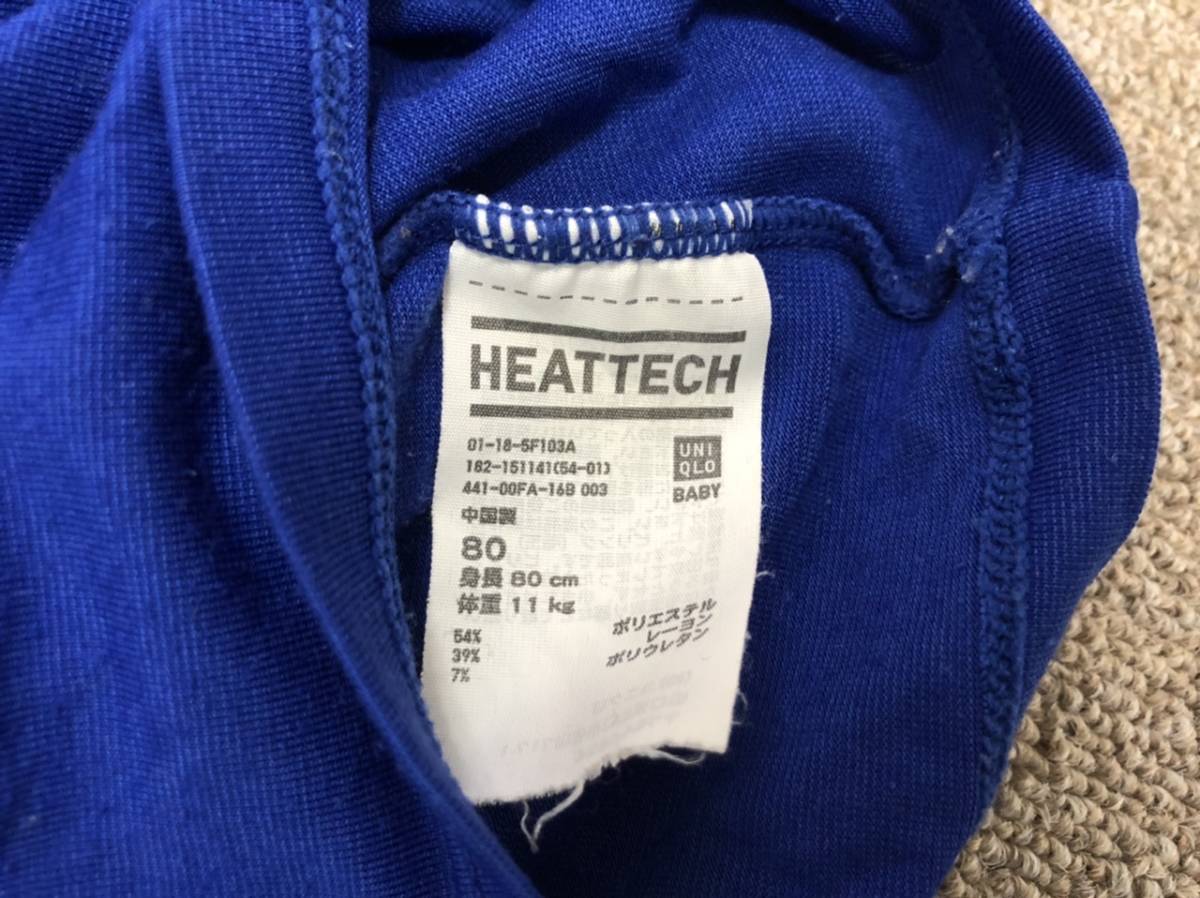 HEATTECH
01-18-5F103A
182-151141(54-01)
441-00FA-16B 003
UNI
QLO
BABY
中国製
80
身長 80 cm
体重 11 kg
54% ポリエステル
39% レーヨン
7% ポリウレタン